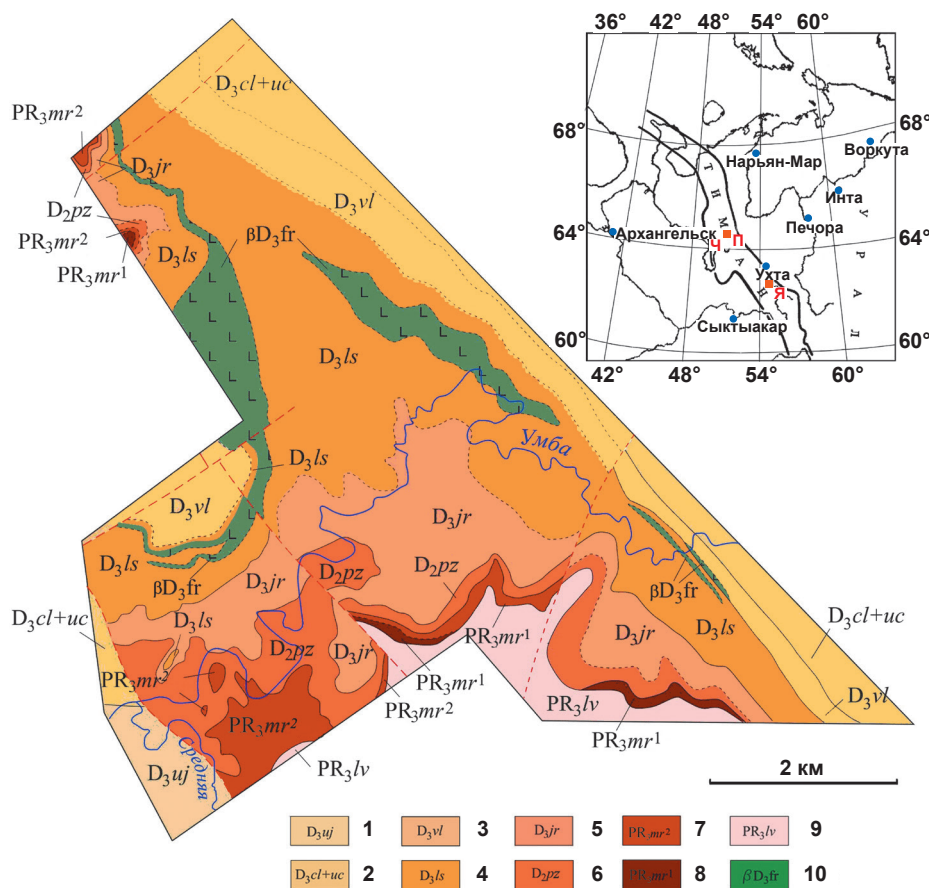 36° 42° 48° 54° 60°
68° 68°
Нарьян-Мар
Воркута
Инта
Печора
Архангельск
64° 64°
Ч П
Ухта
Я
Сыктыакар
60° 60°
42° 48° 54° 60°
Т И М А Н
У Р А Л
D₃cl+uc
PR₃mr²
D₃jr
D₂pz
PR₃mr²
PR₃mr¹
D₃ls
βD₃fr
D₃vl
D₃ls
Умба
D₃ls
D₃vl
D₃jr
D₃ls
D₂pz
βD₃fr
D₃jr
D₂pz
βD₃fr
D₃cl+uc
D₃ls
D₂pz
D₃jr
PR₃mr¹
D₃jr
D₃ls
D₃cl+uc
PR₃mr²
PR₃mr¹
PR₃mr²
PR₃mr²
PR₃lv
D₃vl
D₃uj
Средняя
PR₃lv
PR₃mr¹
2 км
D₃uj 1 D₃vl 3 D₃jr 5 PR₃mr² 7 PR₃lv 9
D₃cl+uc 2 D₃ls 4 D₂pz 6 PR₃mr¹ 8 βD₃fr 10